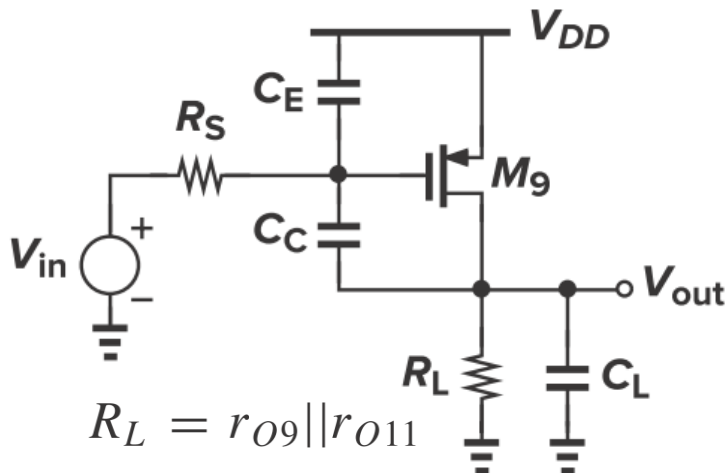 V_DD
C_E
R_S
M_9
C_C
+
V_in
−
V_out
R_L
C_L
R_L = r_O9||r_O11